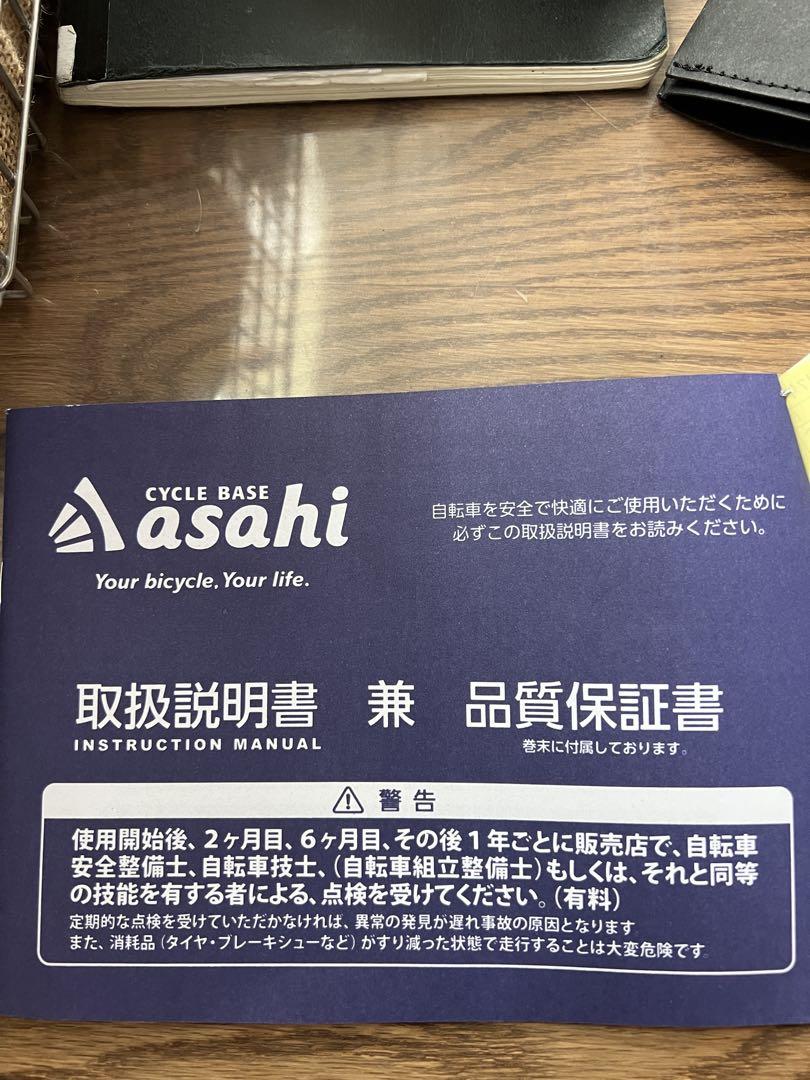 CYCLE BASE
asahi
Your bicycle, Your life.
自転車を安全で快適にご使用いただくために
必ずこの取扱説明書をお読みください。
取扱説明書 兼 品質保証書
INSTRUCTION MANUAL
巻末に付属しております。
警告
使用開始後、2ヶ月目、6ヶ月目、その後1年ごとに販売店で、自転車
安全整備士、自転車技士、(自転車組立整備士)もしくは、それと同等
の技能を有する者による、点検を受けてください。(有料)
定期的な点検を受けていただかなければ、異常の発見が遅れ事故の原因となります
また、消耗品(タイヤ・ブレーキシューなど)がすり減った状態で走行することは大変危険です。